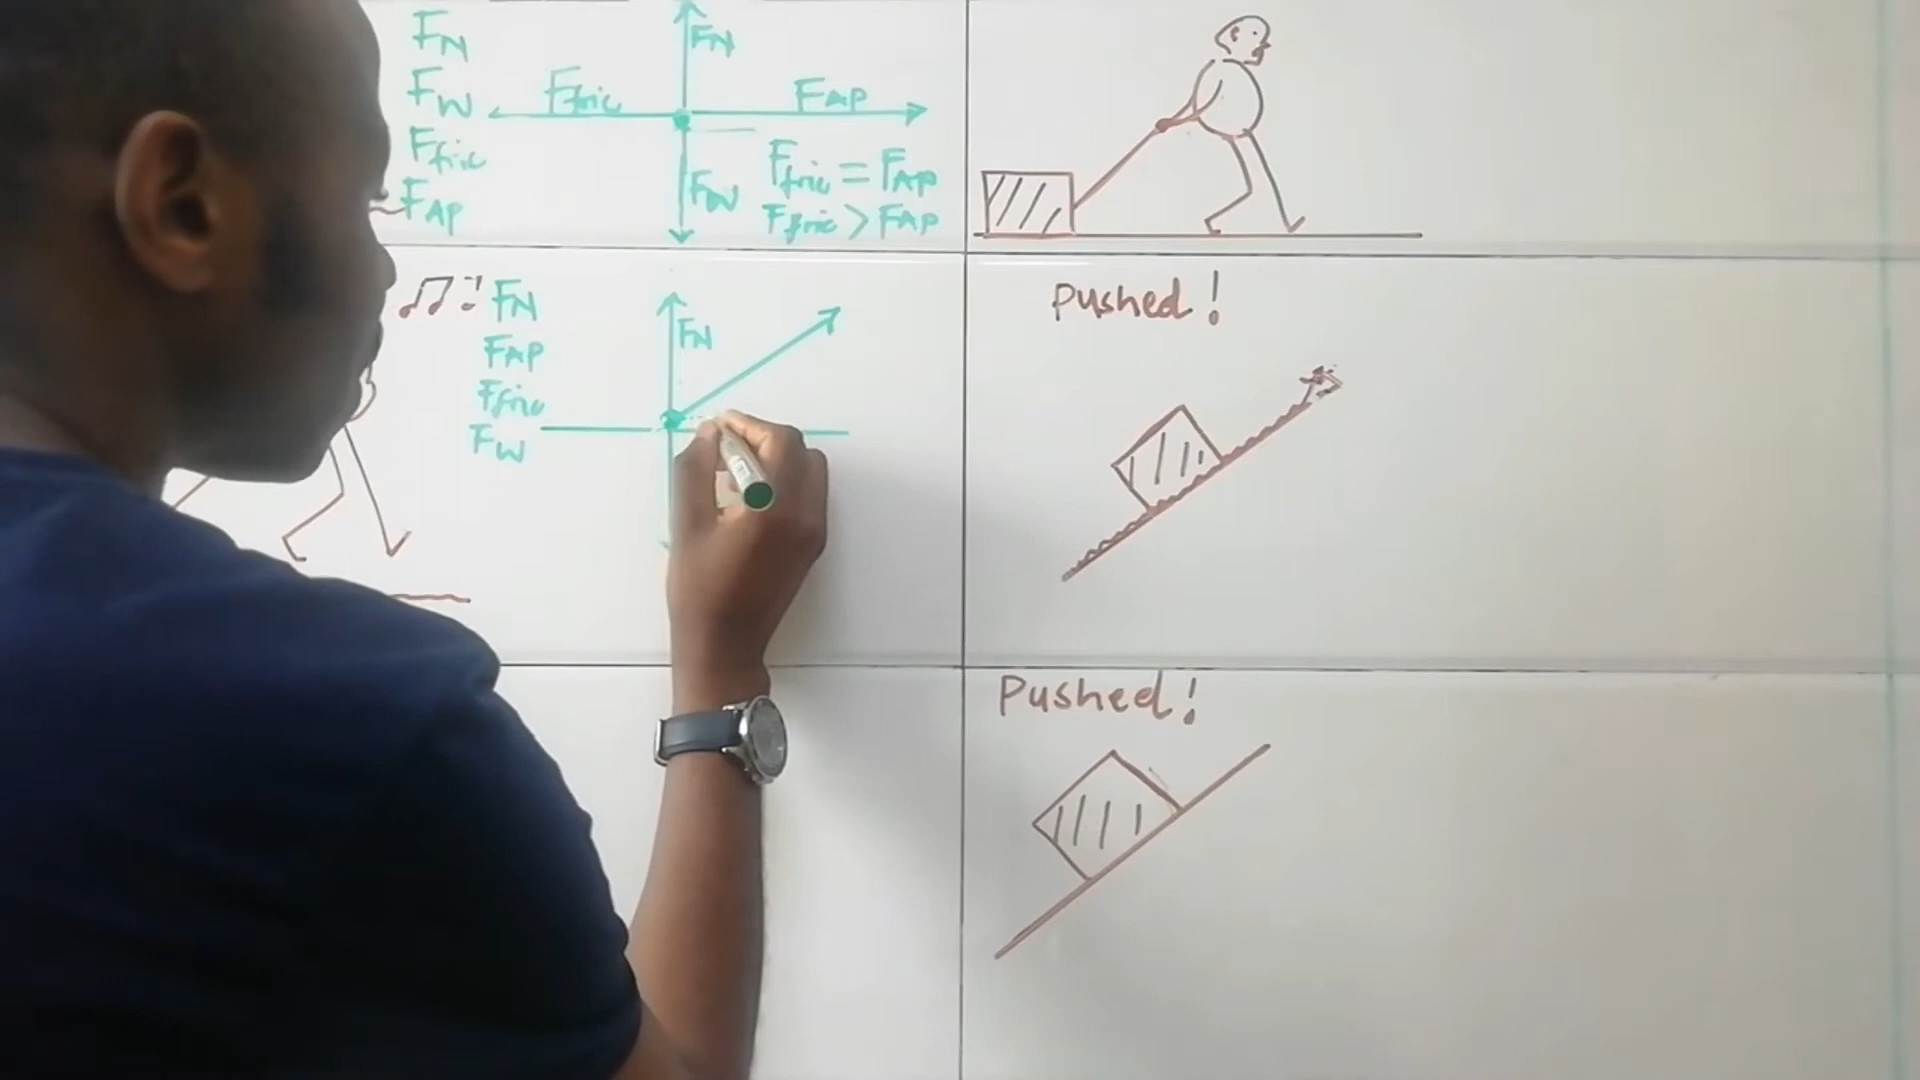 FN
FW
Ffric
FAP
FN
Ffric
FAP
FW
Ffric = FAP
Ffric > FAP
FN
FAP
Ffric
FW
FN
Pushed!
Pushed!